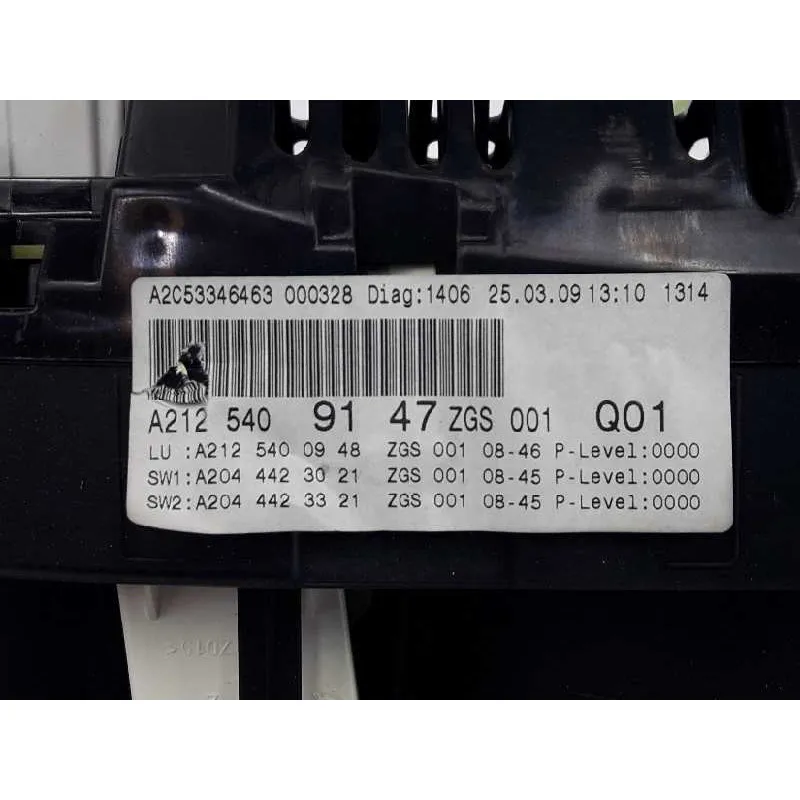 A2C53346463 000328 Diag:1406 25.03.09 13:10 1314
A212 540 91 47 ZGS 001 Q01
LU :A212 540 09 48 ZGS 001 08-46 P-Level:0000
SW1:A204 442 30 21 ZGS 001 08-45 P-Level:0000
SW2:A204 442 33 21 ZGS 001 08-45 P-Level:0000